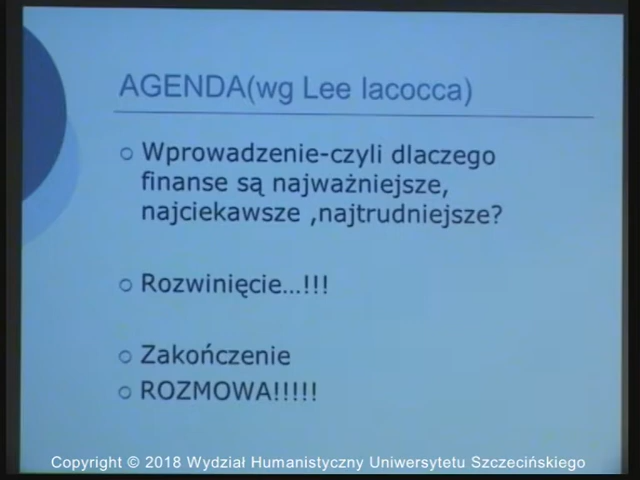 AGENDA(wg Lee Iacocca)
Wprowadzenie-czyli dlaczego
finanse są najważniejsze,
najciekawsze ,najtrudniejsze?
Rozwinięcie...!!!
Zakończenie
ROZMOWA!!!!!
Copyright © 2018 Wydział Humanistyczny Uniwersytetu Szczecińskiego